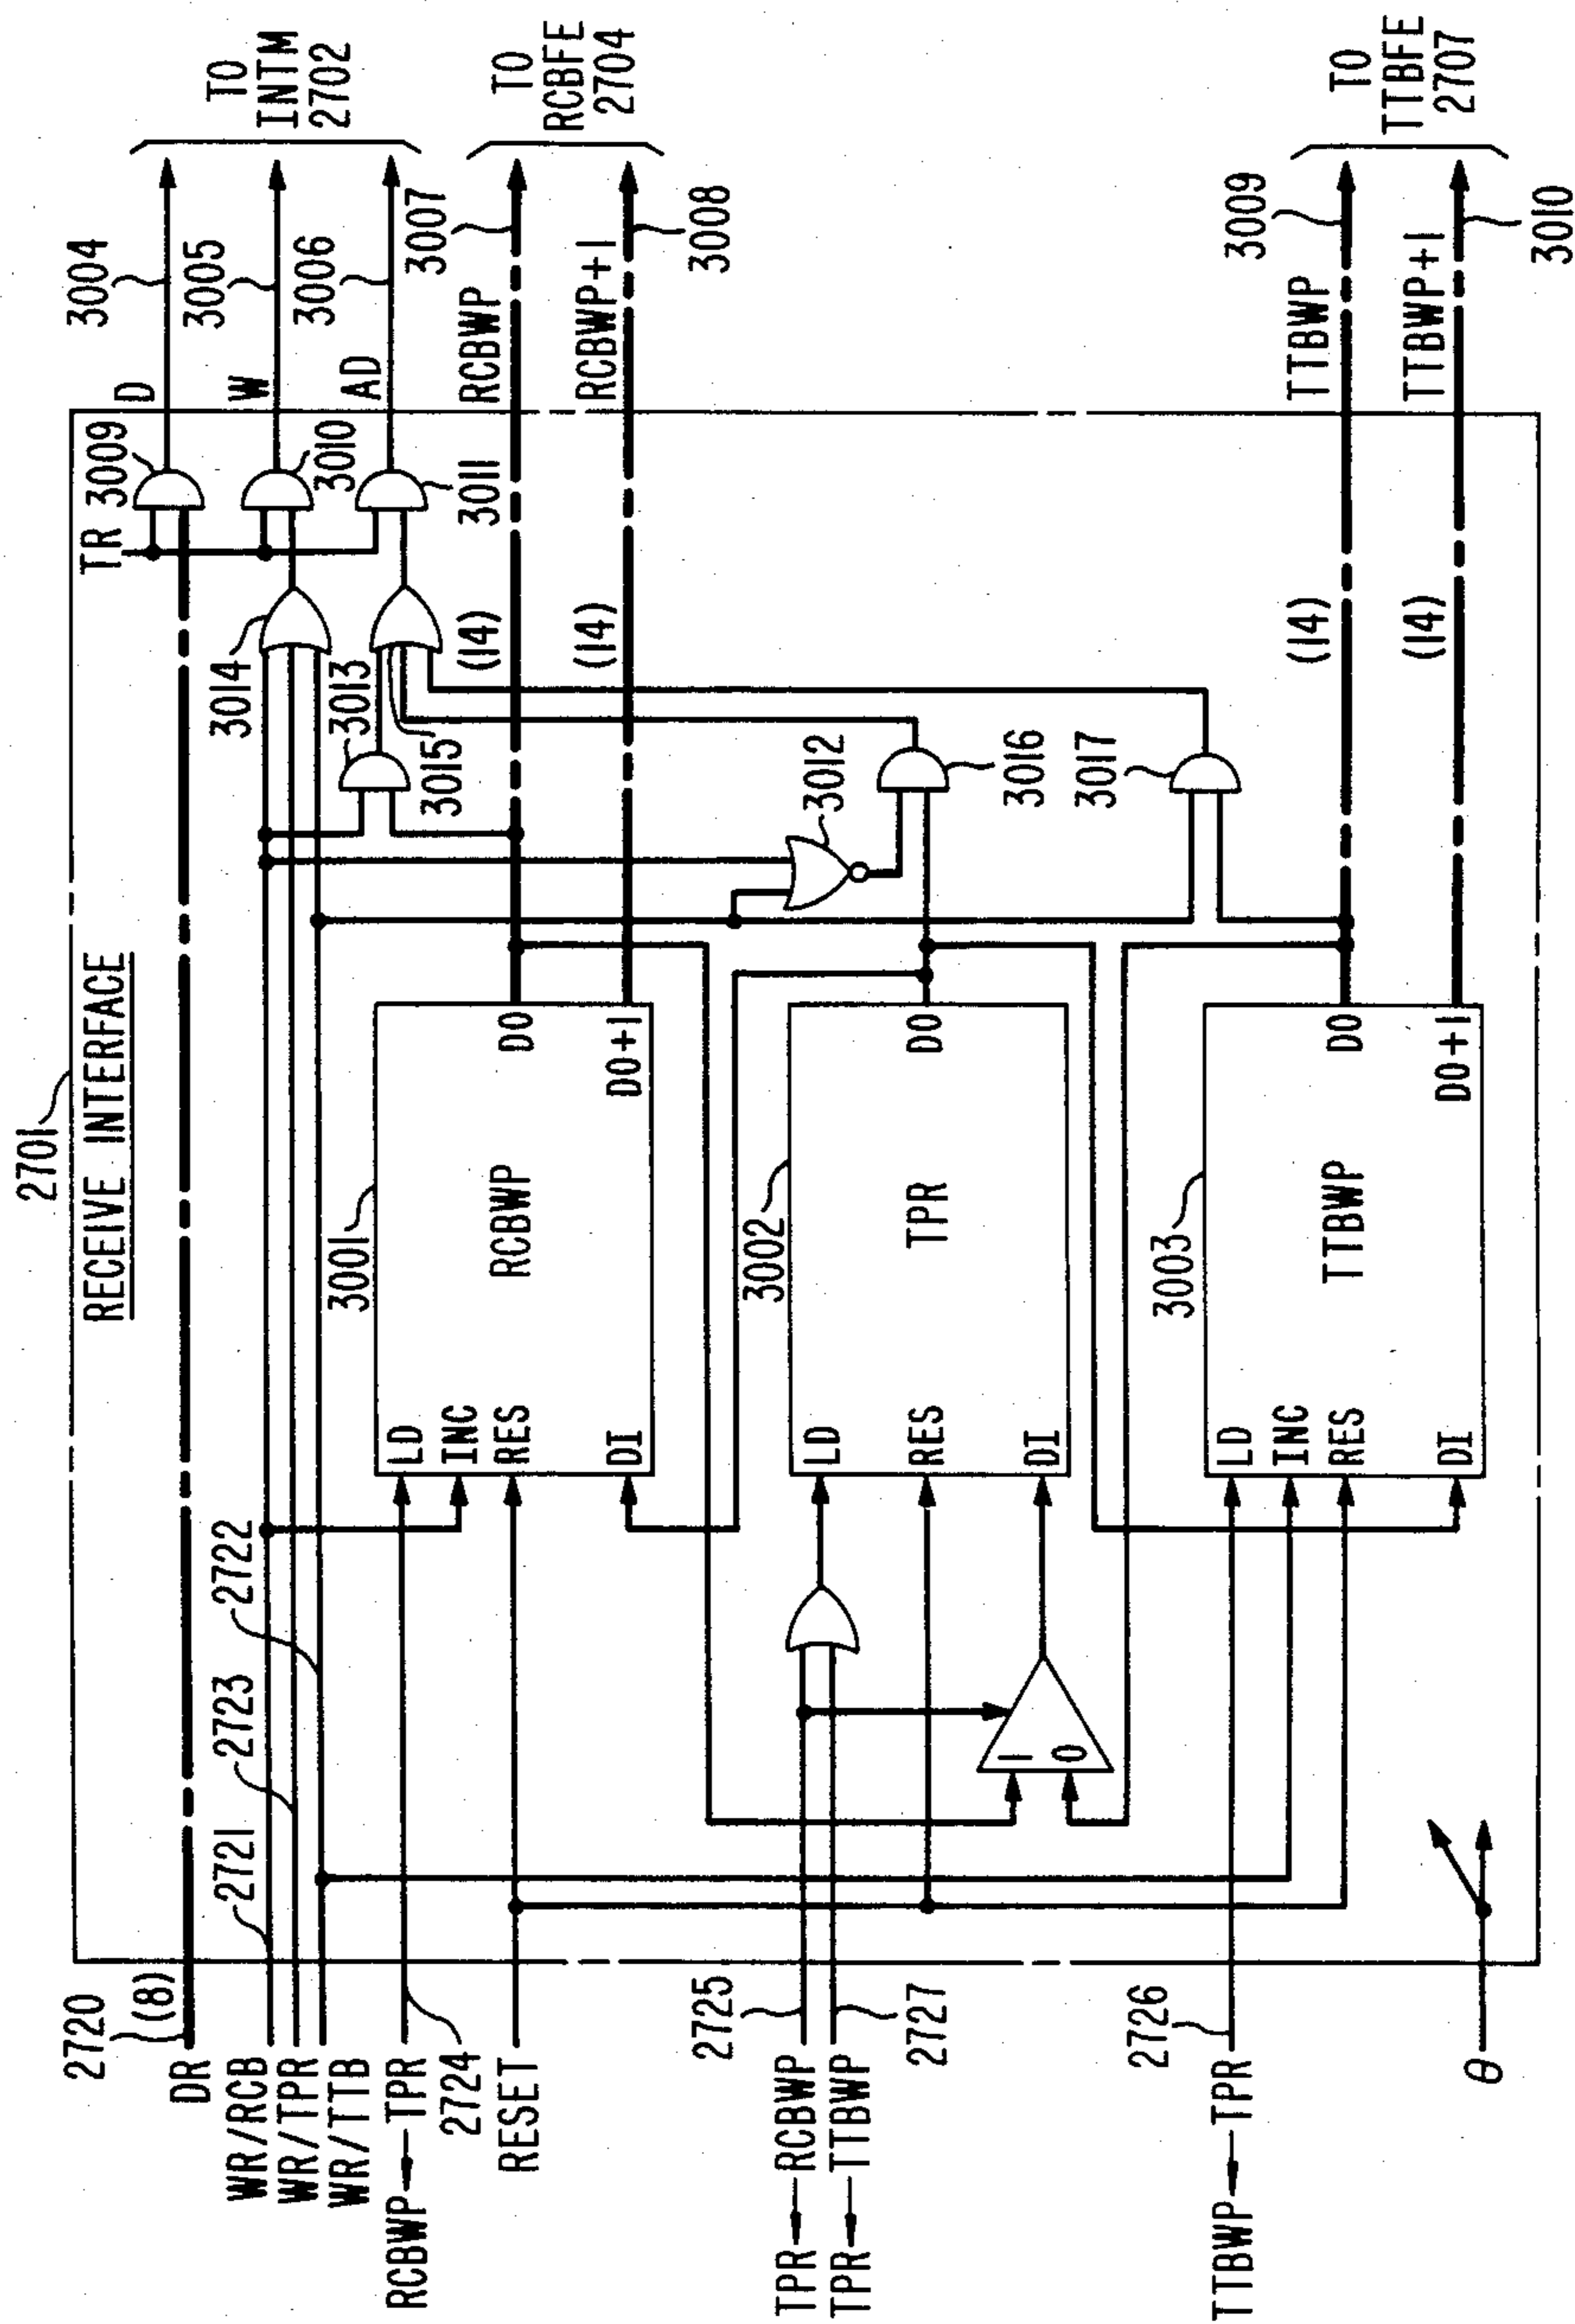 2701
RECEIVE INTERFACE
2720
(8)
DR
WR/RCB
WR/TPR
WR/TTB
2721
2723
2722
RCBWP←TPR
2724
RESET
2725
TPR←RCBWP
TPR←TTBWP
2727
2726
TTBWP←TPR
θ
3001
RCBWP
LD
INC
RES
DI
DO
DO+1
3002
TPR
LD
RES
DI
DO
1
0
3003
TTBWP
LD
INC
RES
DI
DO
DO+1
3014
3013
3015
3012
3016
3017
TR
3009
3010
3011
(14)
(14)
(14)
(14)
D
W
AD
3004
3005
3006
RCBWP
3007
RCBWP+1
3008
TTBWP
3009
TTBWP+1
3010
TO
INTM
2702
TO
RCBFE
2704
TO
TTBFE
2707